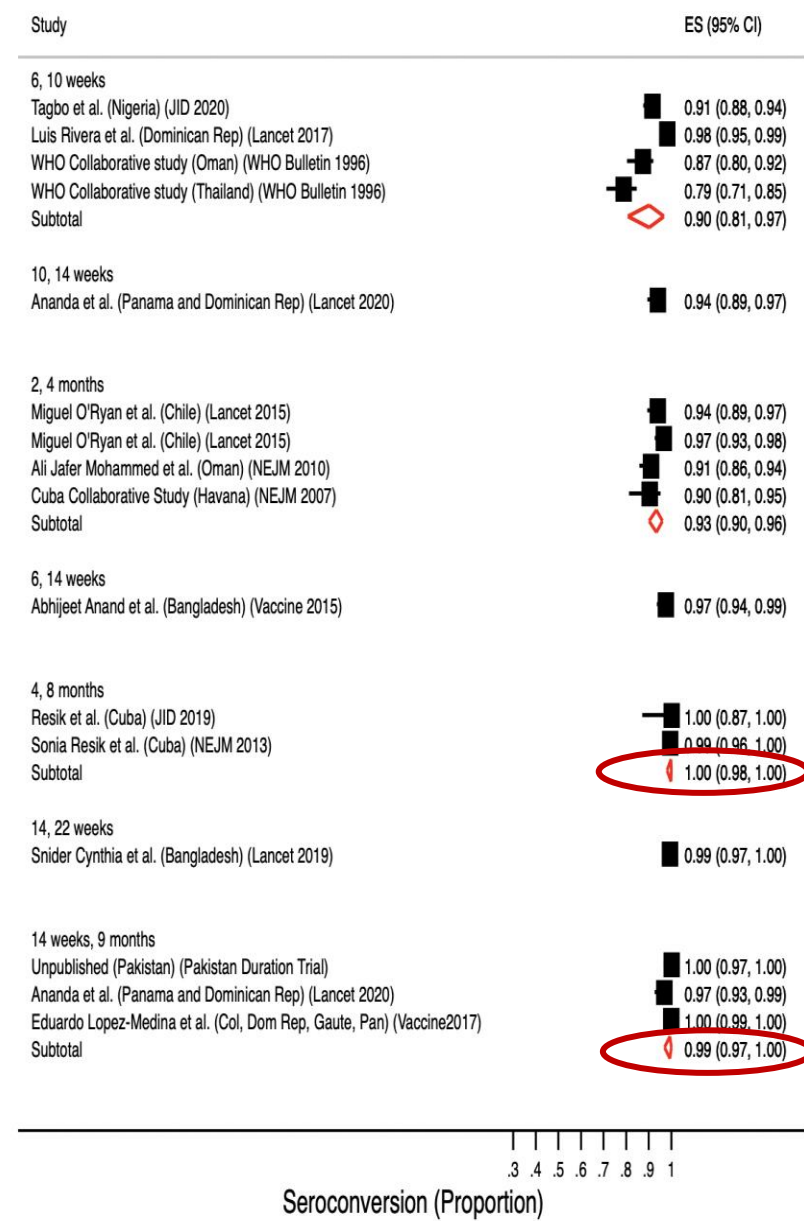 Study ES (95% CI)
6, 10 weeks
Tagbo et al. (Nigeria) (JID 2020) 0.91 (0.88, 0.94)
Luis Rivera et al. (Dominican Rep) (Lancet 2017) 0.98 (0.95, 0.99)
WHO Collaborative study (Oman) (WHO Bulletin 1996) 0.87 (0.80, 0.92)
WHO Collaborative study (Thailand) (WHO Bulletin 1996) 0.79 (0.71, 0.85)
Subtotal 0.90 (0.81, 0.97)
10, 14 weeks
Ananda et al. (Panama and Dominican Rep) (Lancet 2020) 0.94 (0.89, 0.97)
2, 4 months
Miguel O'Ryan et al. (Chile) (Lancet 2015) 0.94 (0.89, 0.97)
Miguel O'Ryan et al. (Chile) (Lancet 2015) 0.97 (0.93, 0.98)
Ali Jafer Mohammed et al. (Oman) (NEJM 2010) 0.91 (0.86, 0.94)
Cuba Collaborative Study (Havana) (NEJM 2007) 0.90 (0.81, 0.95)
Subtotal 0.93 (0.90, 0.96)
6, 14 weeks
Abhijeet Anand et al. (Bangladesh) (Vaccine 2015) 0.97 (0.94, 0.99)
4, 8 months
Resik et al. (Cuba) (JID 2019) 1.00 (0.87, 1.00)
Sonia Resik et al. (Cuba) (NEJM 2013) 0.99 (0.96, 1.00)
Subtotal 1.00 (0.98, 1.00)
14, 22 weeks
Snider Cynthia et al. (Bangladesh) (Lancet 2019) 0.99 (0.97, 1.00)
14 weeks, 9 months
Unpublished (Pakistan) (Pakistan Duration Trial) 1.00 (0.97, 1.00)
Ananda et al. (Panama and Dominican Rep) (Lancet 2020) 0.97 (0.93, 0.99)
Eduardo Lopez-Medina et al. (Col, Dom Rep, Gaute, Pan) (Vaccine2017) 1.00 (0.99, 1.00)
Subtotal 0.99 (0.97, 1.00)
.3 .4 .5 .6 .7 .8 .9 1
Seroconversion (Proportion)